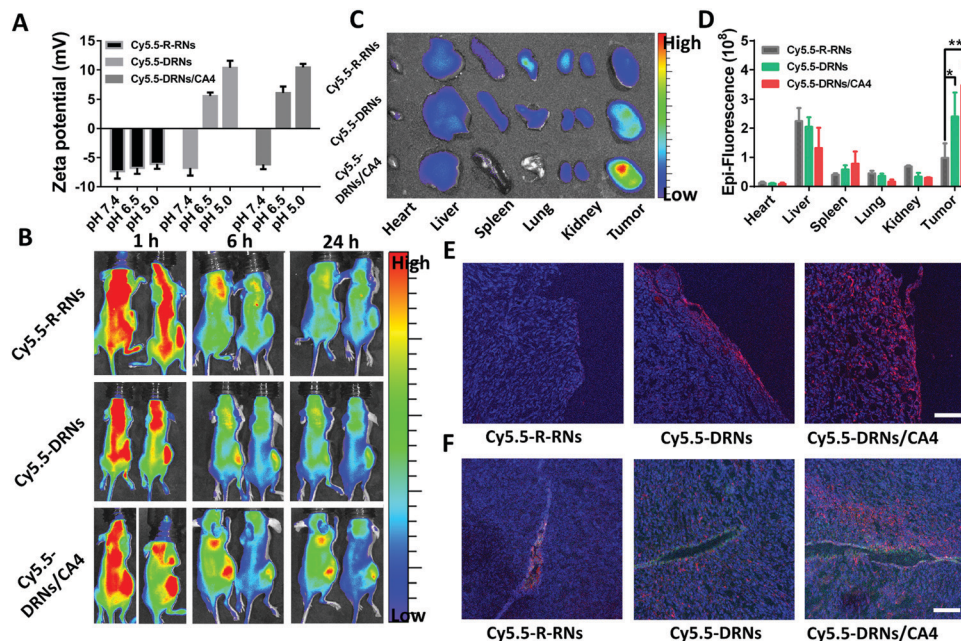 A
Zeta potential (mV)
15
10
5
0
-5
-10
Cy5.5-R-RNs
Cy5.5-DRNs
Cy5.5-DRNs/CA4
pH 7.4
pH 6.5
pH 5.0
pH 7.4
pH 6.5
pH 5.0
pH 7.4
pH 6.5
pH 5.0
C
Cy5.5-R-RNs
Cy5.5-DRNs
Cy5.5-
DRNs/CA4
Heart
Liver
Spleen
Lung
Kidney
Tumor
High
Low
D
Epi-Fluorescence (10⁸)
6
4
2
0
Cy5.5-R-RNs
Cy5.5-DRNs
Cy5.5-DRNs/CA4
*
**
Heart
Liver
Spleen
Lung
Kidney
Tumor
B
1 h
6 h
24 h
Cy5.5-R-RNs
Cy5.5-DRNs
Cy5.5-
DRNs/CA4
High
Low
E
Cy5.5-R-RNs
Cy5.5-DRNs
Cy5.5-DRNs/CA4
F
Cy5.5-R-RNs
Cy5.5-DRNs
Cy5.5-DRNs/CA4